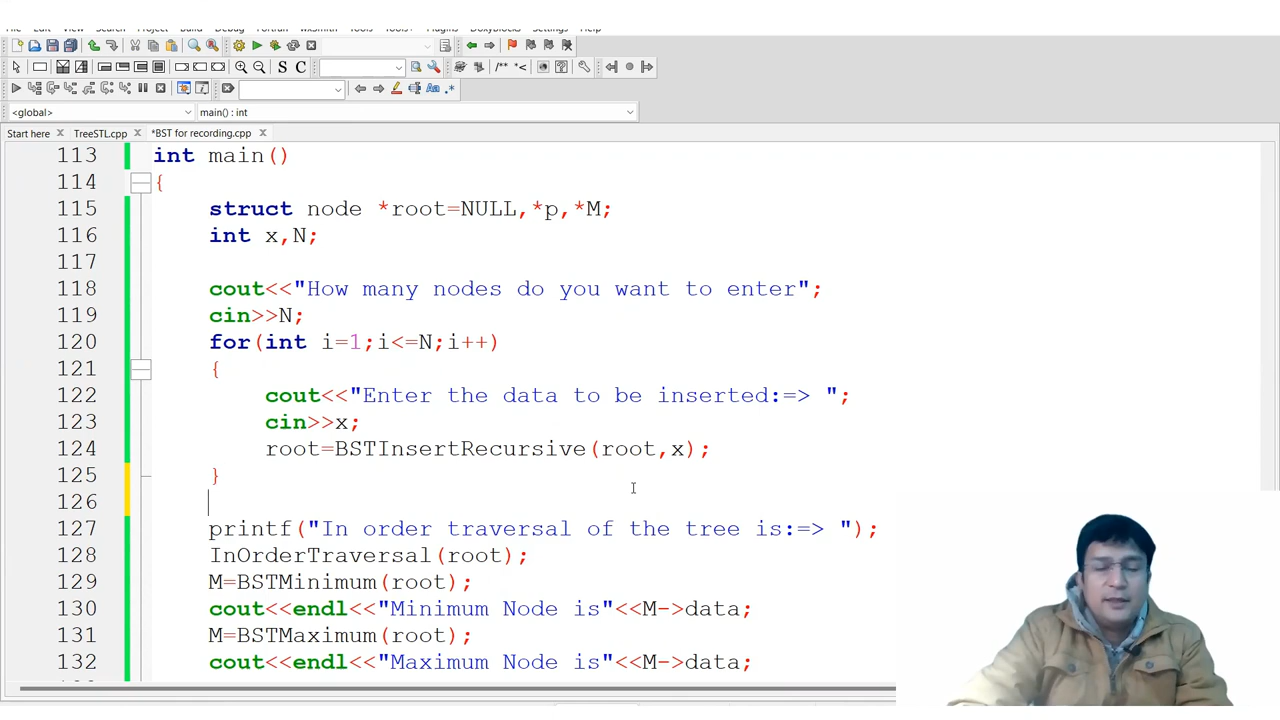 <global>
main() : int
Start here
TreeSTL.cpp
*BST for recording.cpp
113 int main()
114 {
115 struct node *root=NULL,*p,*M;
116 int x,N;
117
118 cout<<"How many nodes do you want to enter";
119 cin>>N;
120 for(int i=1;i<=N;i++)
121 {
122 cout<<"Enter the data to be inserted:=> ";
123 cin>>x;
124 root=BSTInsertRecursive(root,x);
125 }
126
127 printf("In order traversal of the tree is:=> ");
128 InOrderTraversal(root);
129 M=BSTMinimum(root);
130 cout<<endl<<"Minimum Node is"<<M->data;
131 M=BSTMaximum(root);
132 cout<<endl<<"Maximum Node is"<<M->data;